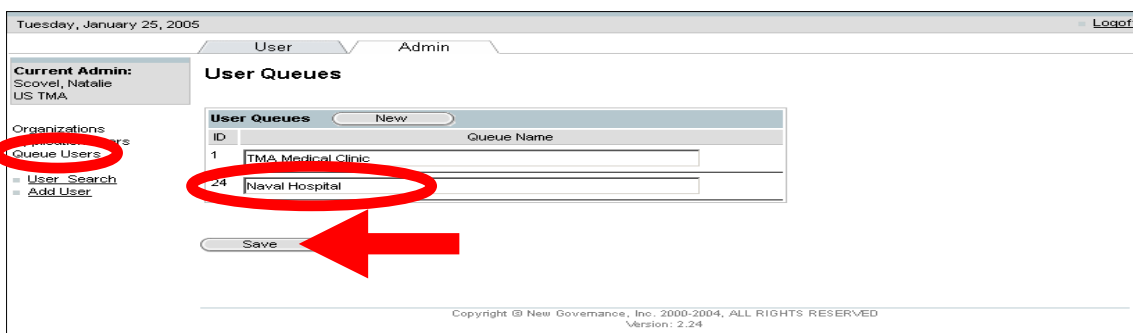 Tuesday, January 25, 2005
Logof
User
Admin
Current Admin:
Scovel, Natalie
US TMA
Organizations
Queue Users
User Search
Add User
User Queues
User Queues New
ID Queue Name
1 TMA Medical Clinic
24 Naval Hospital
Save
Copyright © New Governance, Inc. 2000-2004, ALL RIGHTS RESERVED
Version: 2.24